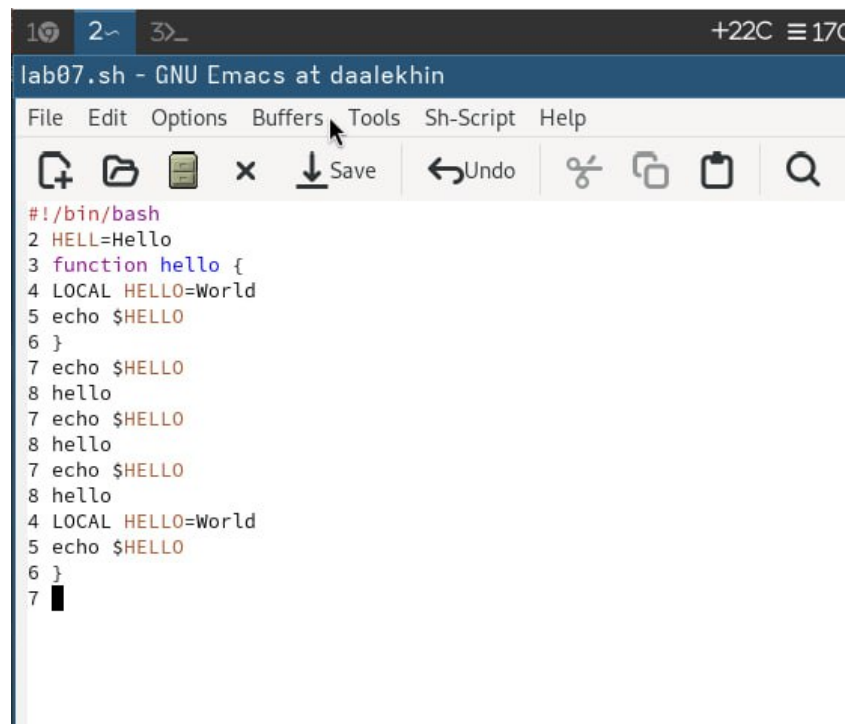 1 2 3>_ +22C ≡ 170
lab07.sh - GNU Emacs at daalekhin
File Edit Options Buffers Tools Sh-Script Help
Save Undo
#!/bin/bash
2 HELL=Hello
3 function hello {
4 LOCAL HELLO=World
5 echo $HELLO
6 }
7 echo $HELLO
8 hello
7 echo $HELLO
8 hello
7 echo $HELLO
8 hello
4 LOCAL HELLO=World
5 echo $HELLO
6 }
7